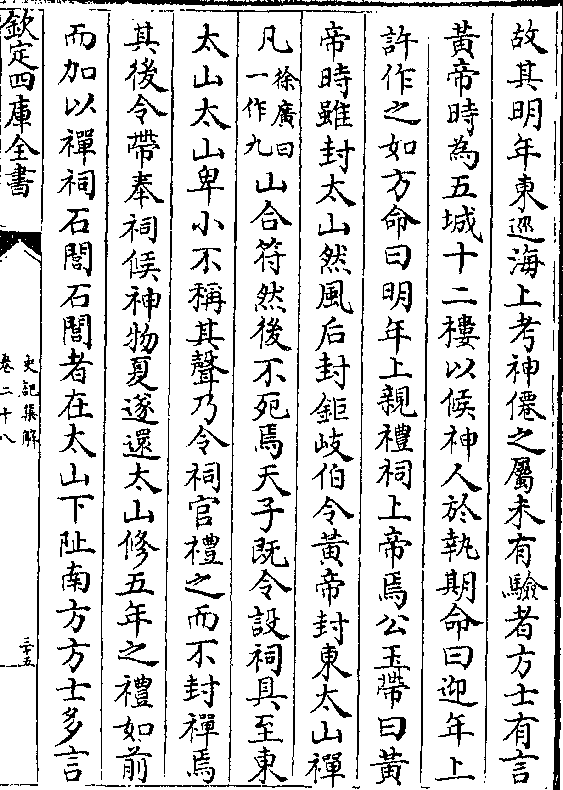 故其明年東廵海上考神僊之屬未有驗者方士有言
黃帝時為五城十二樓以候神人於執期命曰迎年上
許作之如方命曰明年上親禮祠上帝焉公玉帶曰黃
帝時雖封太山然風后封鉅岐伯令黃帝封東太山禪
凡徐廣曰一作九山合符然後不死焉天子既令設祠具至東
太山太山卑小不稱其聲乃令祠官禮之而不封禪焉
其後令帶奉祠候神物夏遂還太山修五年之禮如前
而加以禪祠石閭石閭者在太山下阯南方方士多言
欽定四庫全書
史記集解
卷二十八
三十五